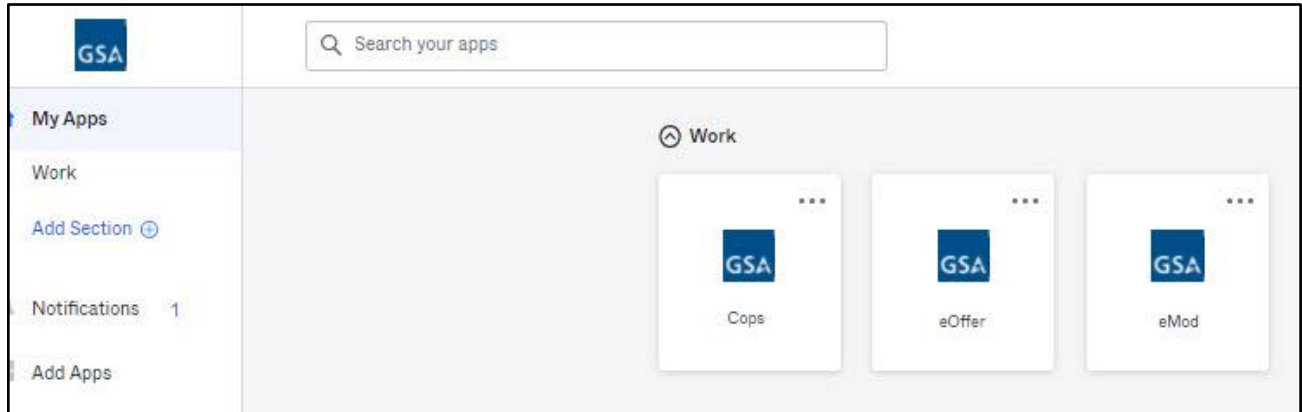 GSA
Search your apps
My Apps
Work
Add Section
Notifications 1
Add Apps
Work
GSA
Cops
GSA
eOffer
GSA
eMod